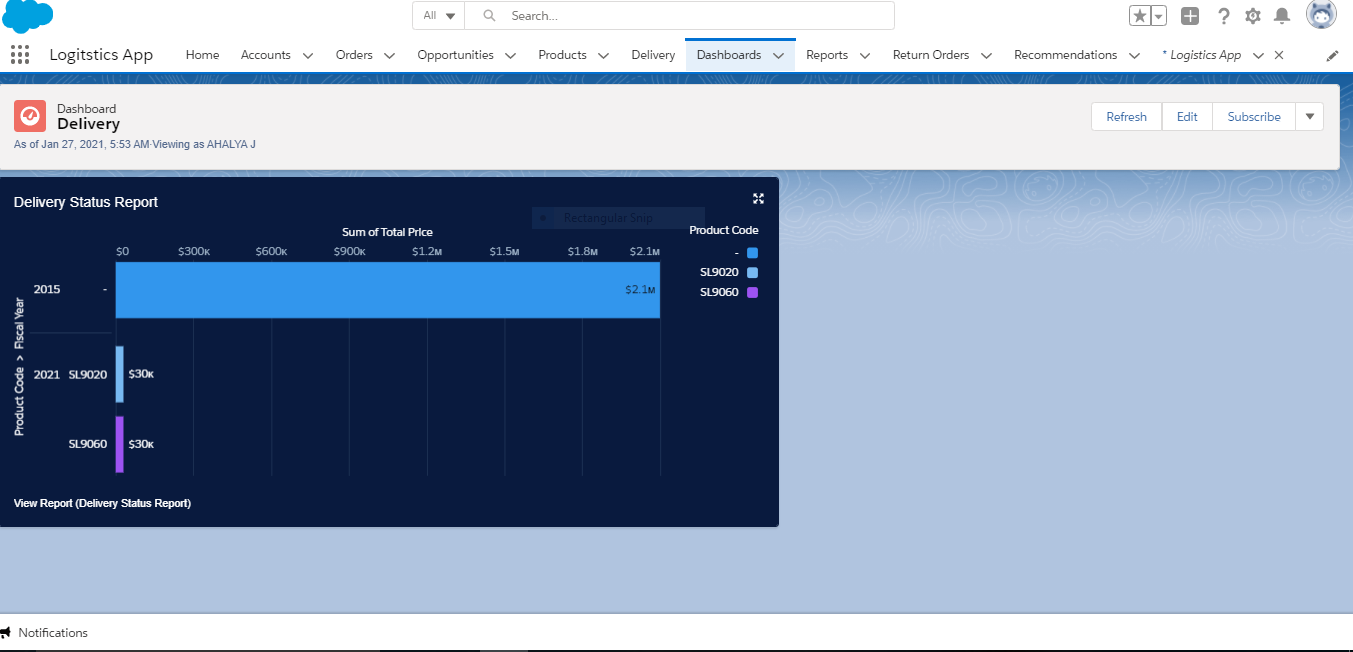 All
Search...
Logitstics App
Home
Accounts
Orders
Opportunities
Products
Delivery
Dashboards
Reports
Return Orders
Recommendations
* Logistics App
Dashboard
Delivery
As of Jan 27, 2021, 5:53 AM·Viewing as AHALYA J
Refresh
Edit
Subscribe
Delivery Status Report
Rectangular Snip
Sum of Total Price
Product Code
$0 $300K $600K $900K $1.2M $1.5M $1.8M $2.1M
-
SL9020
SL9060
Product Code > Fiscal Year
2015 - $2.1M
2021 SL9020 $30K
SL9060 $30K
View Report (Delivery Status Report)
Notifications